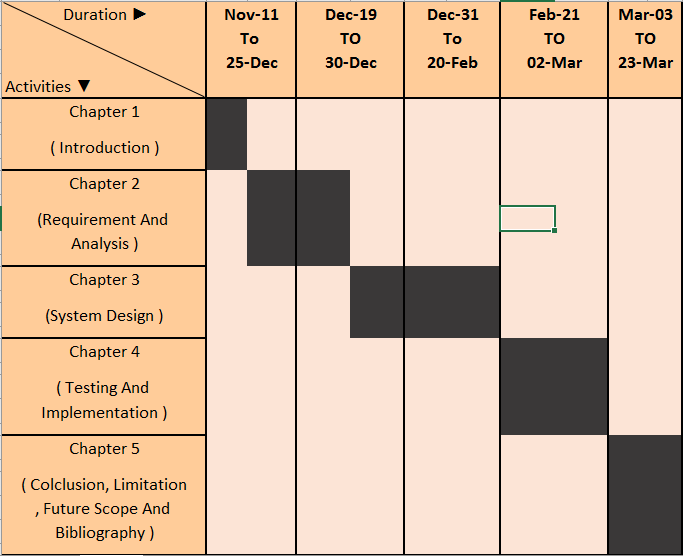 Duration ►
Activities ▼
Nov-11
To
25-Dec
Dec-19
TO
30-Dec
Dec-31
To
20-Feb
Feb-21
TO
02-Mar
Mar-03
TO
23-Mar
Chapter 1
( Introduction )
Chapter 2
(Requirement And
Analysis )
Chapter 3
(System Design )
Chapter 4
( Testing And
Implementation )
Chapter 5
( Colclusion, Limitation
, Future Scope And
Bibliography )